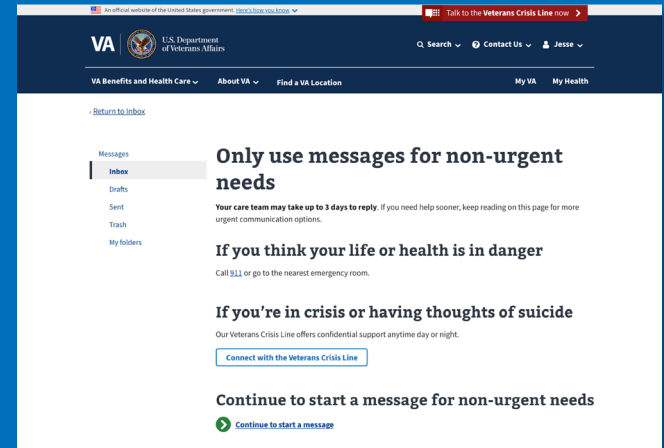 An official website of the United States government. Here's how you know
Talk to the Veterans Crisis Line now
VA
U.S. Department
of Veterans Affairs
Search
Contact Us
Jesse
VA Benefits and Health Care
About VA
Find a VA Location
My VA
My Health
‹ Return to Inbox
Messages
Inbox
Drafts
Sent
Trash
My folders
Only use messages for non-urgent
needs
Your care team may take up to 3 days to reply. If you need help sooner, keep reading on this page for more
urgent communication options.
If you think your life or health is in danger
Call 911 or go to the nearest emergency room.
If you’re in crisis or having thoughts of suicide
Our Veterans Crisis Line offers confidential support anytime day or night.
Connect with the Veterans Crisis Line
Continue to start a message for non-urgent needs
Continue to start a message